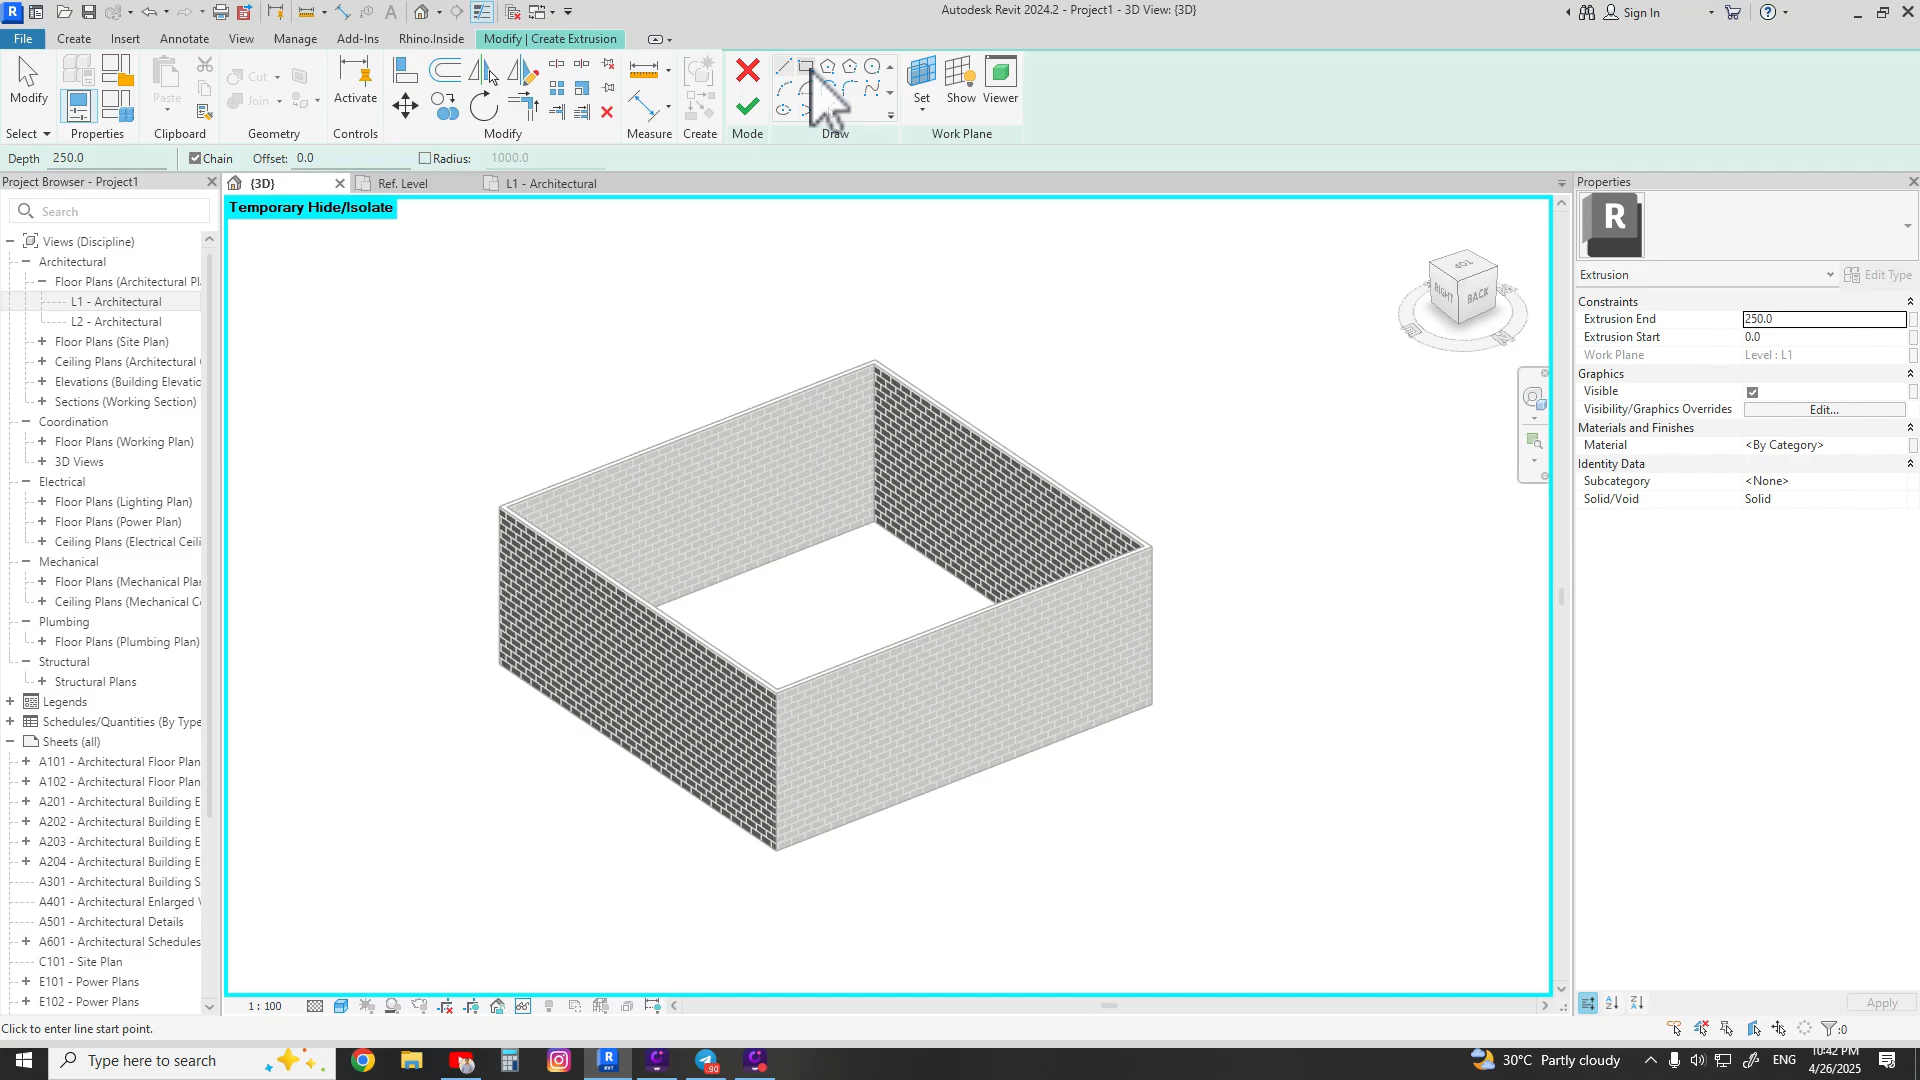 Autodesk Revit 2024.2 - Project1 - 3D View: {3D}
Sign In
File
Create
Insert
Annotate
View
Manage
Add-Ins
Rhino.Inside
Modify | Create Extrusion
Modify
Paste
Cut
Join
Activate
Set
Show
Viewer
Select
Properties
Clipboard
Geometry
Controls
Modify
Measure
Create
Mode
Draw
Work Plane
Depth 250.0
Chain
Offset: 0.0
Radius: 1000.0
Project Browser - Project1
{3D}
Ref. Level
L1 - Architectural
Properties
Search
Temporary Hide/Isolate
Views (Discipline)
Architectural
Floor Plans (Architectural Pl
L1 - Architectural
L2 - Architectural
Floor Plans (Site Plan)
Ceiling Plans (Architectural
Elevations (Building Elevatio
Sections (Working Section)
Coordination
Floor Plans (Working Plan)
3D Views
Electrical
Floor Plans (Lighting Plan)
Floor Plans (Power Plan)
Ceiling Plans (Electrical Ceili
Mechanical
Floor Plans (Mechanical Plan
Ceiling Plans (Mechanical C
Plumbing
Floor Plans (Plumbing Plan)
Structural
Structural Plans
Legends
Schedules/Quantities (By Type
Sheets (all)
A101 - Architectural Floor Plan
A102 - Architectural Floor Plan
A201 - Architectural Building E
A202 - Architectural Building E
A203 - Architectural Building E
A204 - Architectural Building E
A301 - Architectural Building S
A401 - Architectural Enlarged V
A501 - Architectural Details
A601 - Architectural Schedules
C101 - Site Plan
E101 - Power Plans
E102 - Power Plans
TOP
RIGHT
BACK
R
Extrusion
Edit Type
Constraints
Extrusion End 250.0
Extrusion Start 0.0
Work Plane Level : L1
Graphics
Visible
Visibility/Graphics Overrides Edit...
Materials and Finishes
Material <By Category>
Identity Data
Subcategory <None>
Solid/Void Solid
1 : 100
Apply
Click to enter line start point.
:0
Type here to search
30°C Partly cloudy
ENG
10:42 PM
4/26/2025